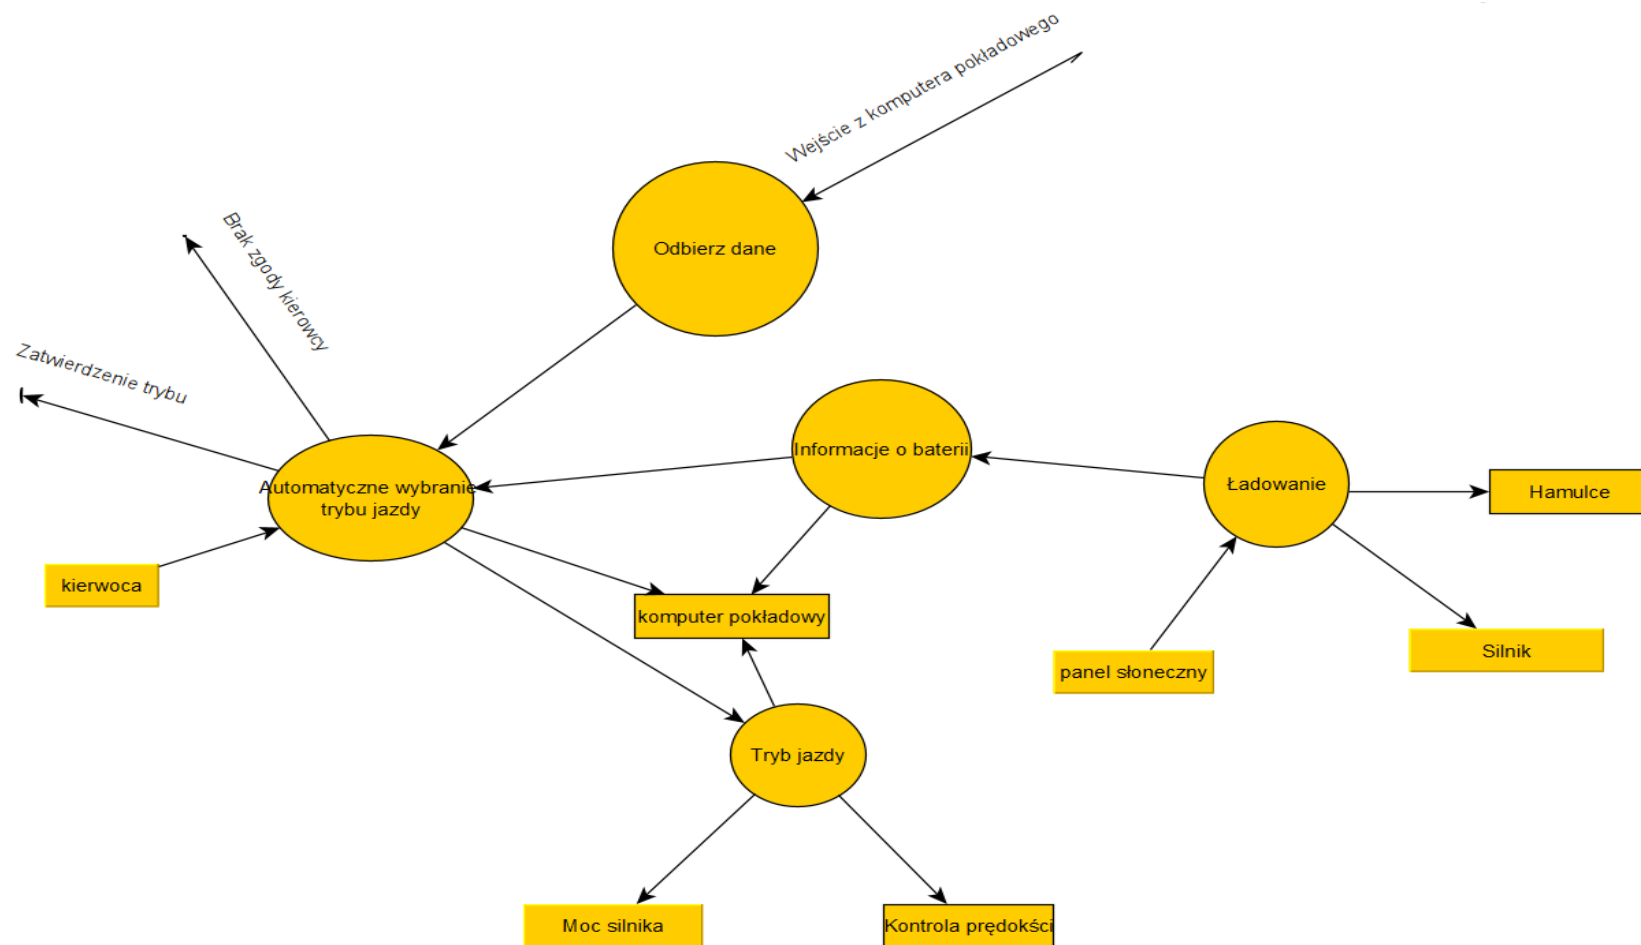 Wejście z komputera pokładowego
Odbierz dane
Brak zgody kierowcy
Zatwierdzenie trybu
Informacje o baterii
Automatyczne wybranie
trybu jazdy
Ładowanie
Hamulce
kierwoca
komputer pokładowy
Silnik
panel słoneczny
Tryb jazdy
Moc silnika
Kontrola prędokści